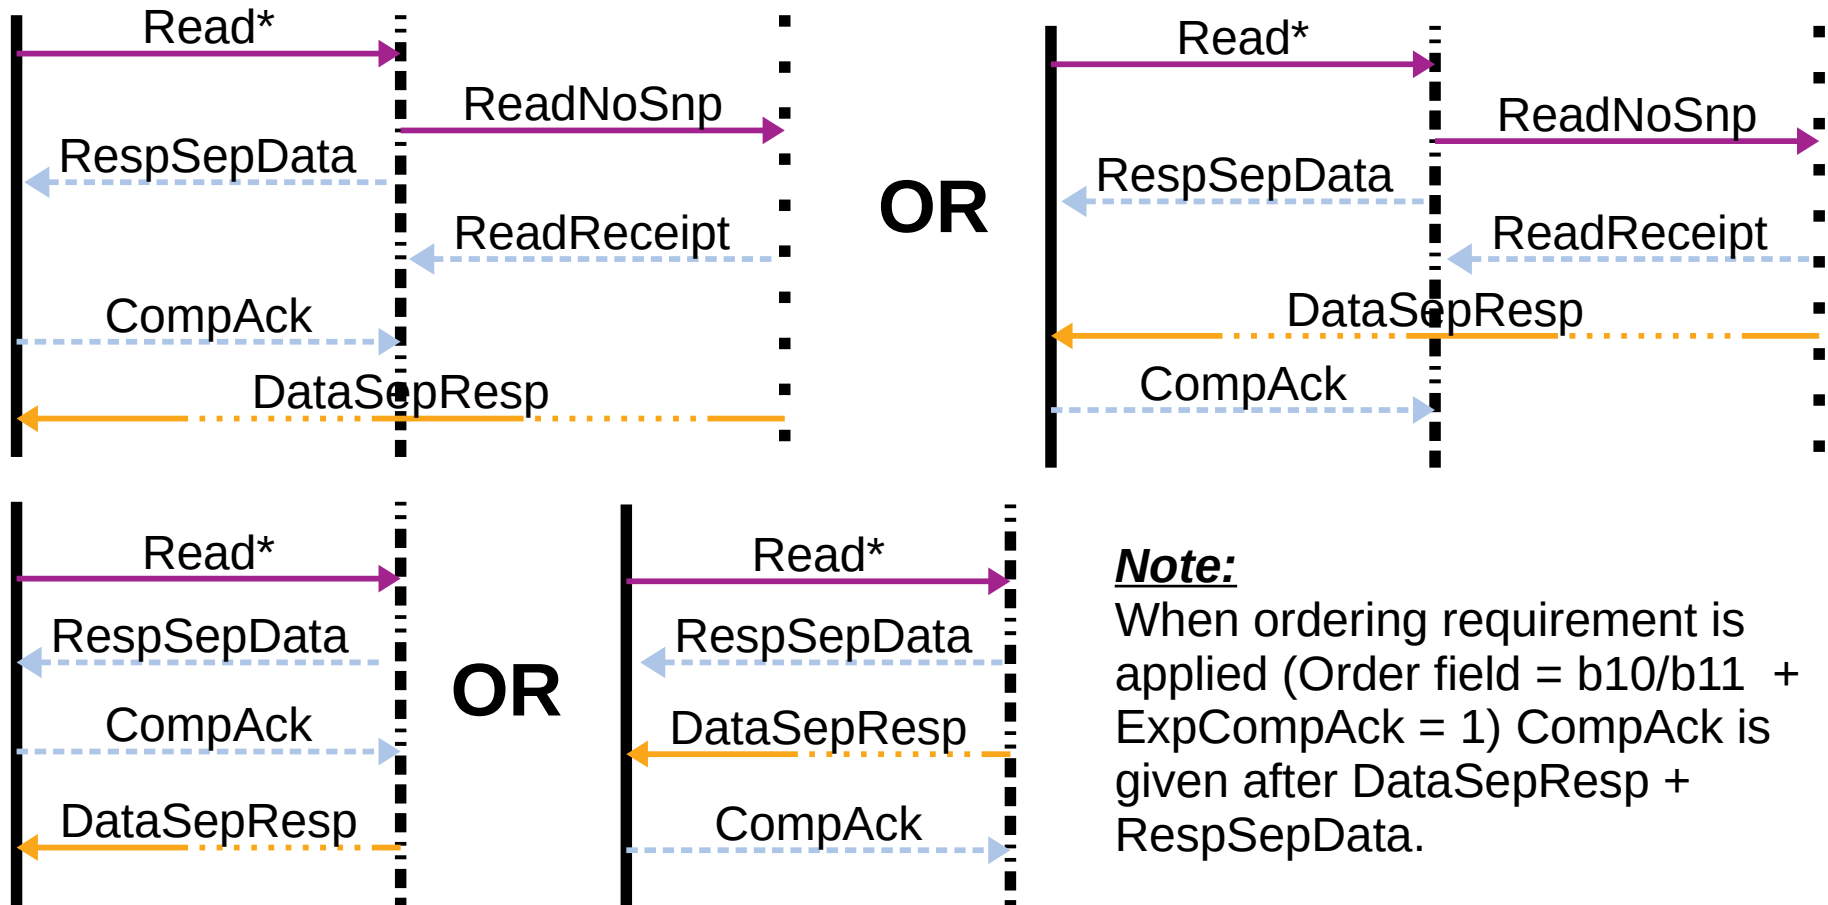 Read*
ReadNoSnp
RespSepData
ReadReceipt
CompAck
DataSepResp
OR
Read*
ReadNoSnp
RespSepData
ReadReceipt
DataSepResp
CompAck
Read*
RespSepData
CompAck
DataSepResp
OR
Read*
RespSepData
DataSepResp
CompAck
Note:
When ordering requirement is
applied (Order field = b10/b11 +
ExpCompAck = 1) CompAck is
given after DataSepResp +
RespSepData.